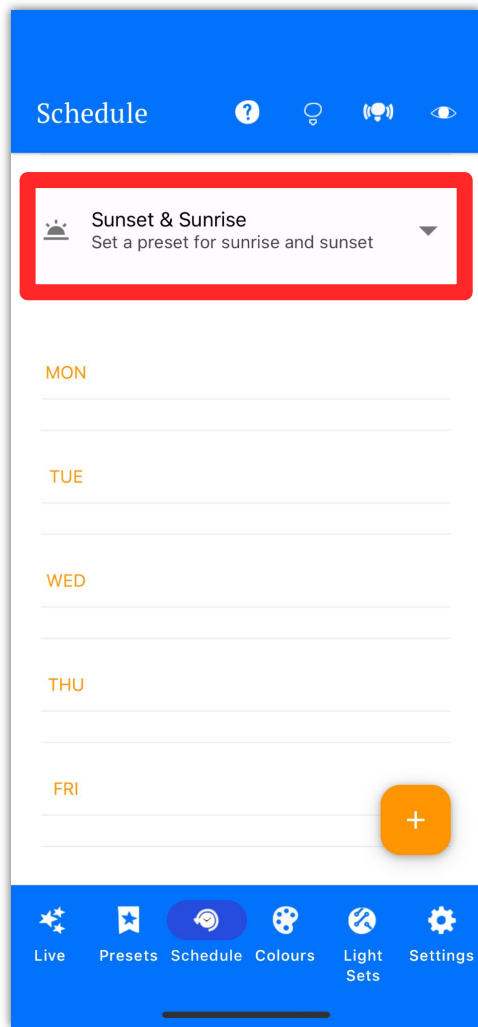 Schedule
Sunset & Sunrise
Set a preset for sunrise and sunset
MON
TUE
WED
THU
FRI
Live
Presets
Schedule
Colours
Light
Sets
Settings